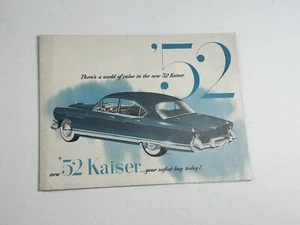 '52
There's a world of value in the new '52 Kaiser
new '52 Kaiser...your safest buy today!